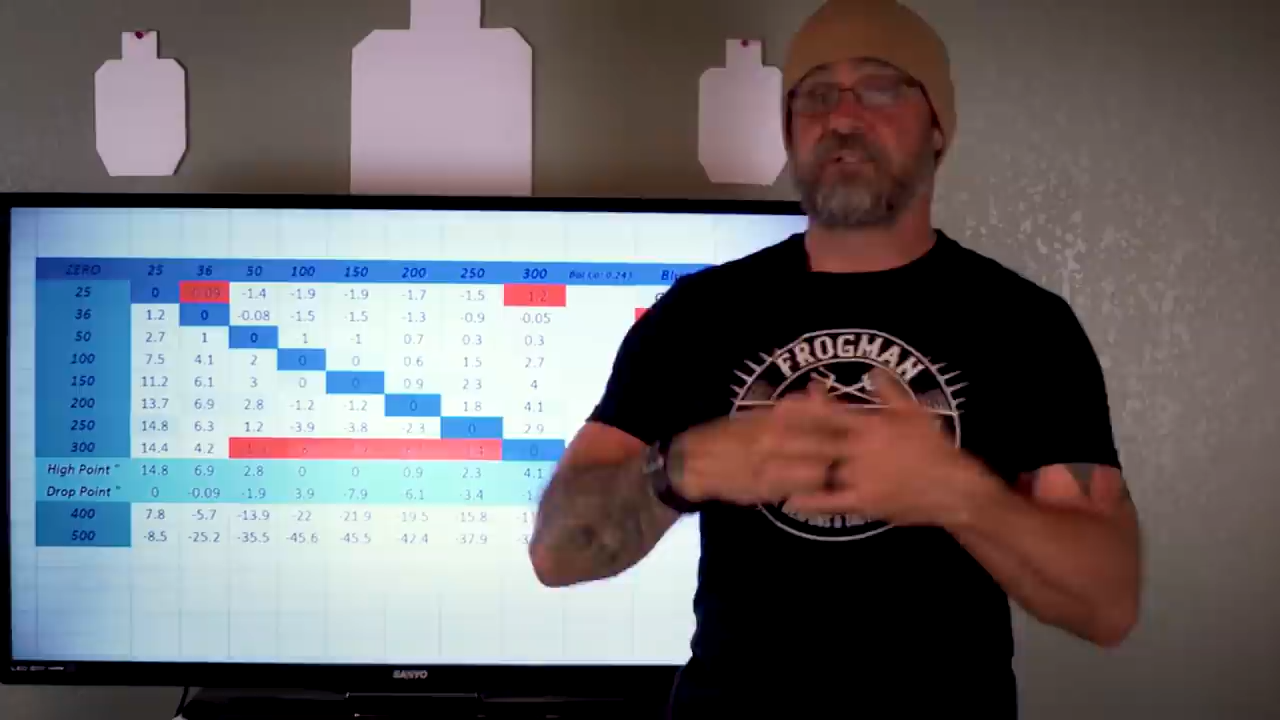 ZERO 25 36 50 100 150 200 250 300 Bal Co: 0.243 Blu
25 0 -0.09 -1.4 -1.9 -1.9 -1.7 -1.5 1.2
36 1.2 0 -0.08 -1.5 -1.5 -1.3 -0.9 -0.05
50 2.7 1 0 1 -1 0.7 0.3 0.3
100 7.5 4.1 2 0 0 0.6 1.5 2.7
150 11.2 6.1 3 0 0 0.9 2.3 4
200 13.7 6.9 2.8 -1.2 -1.2 0 1.8 4.1
250 14.8 6.3 1.2 -3.9 -3.8 -2.3 0 2.9
300 14.4 4.2 0
High Point " 14.8 6.9 2.8 0 0 0.9 2.3 4.1
Drop Point " 0 -0.09 -1.9 3.9 -7.9 -6.1 -3.4
400 7.8 -5.7 -13.9 -22 -21.9 19.5 15.8
500 -8.5 -25.2 -35.5 -45.6 -45.5 -42.4 -37.9
SANYO
FROGMAN